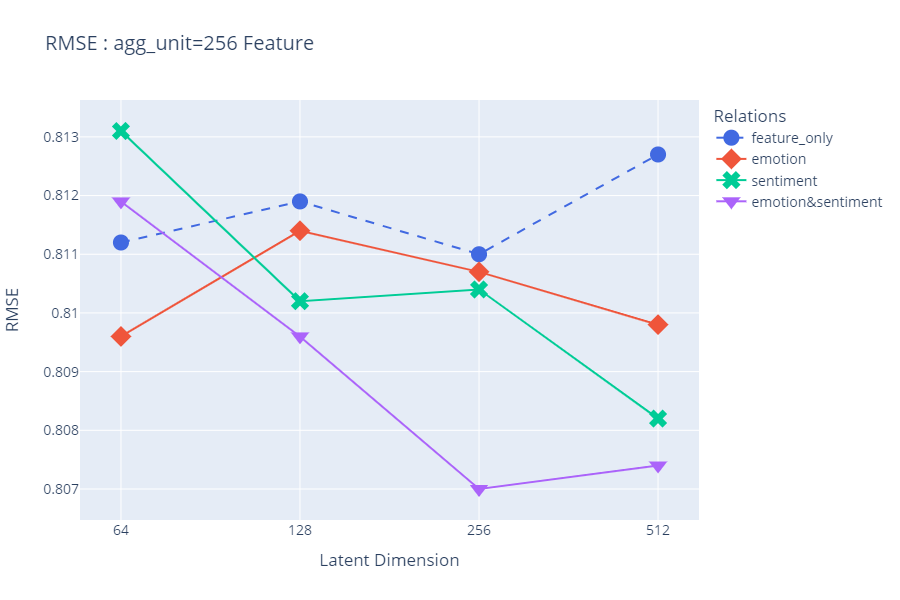 RMSE : agg_unit=256 Feature
Relations
feature_only
emotion
sentiment
emotion&sentiment
0.813
0.812
0.811
0.81
0.809
0.808
0.807
RMSE
64 128 256 512
Latent Dimension